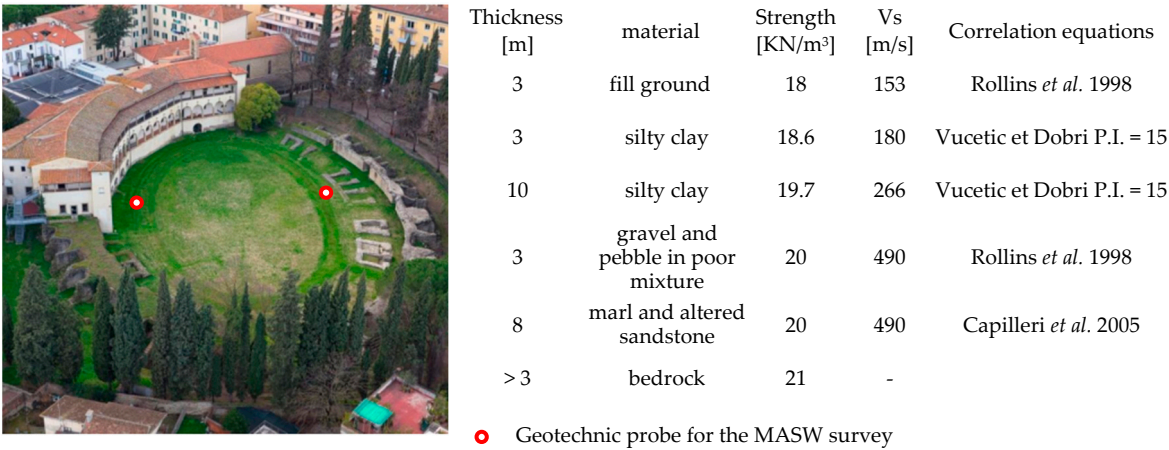 Thickness [m] material Strength [KN/m³] Vs [m/s] Correlation equations
3 fill ground 18 153 Rollins et al. 1998
3 silty clay 18.6 180 Vucetic et Dobri P.I. = 15
10 silty clay 19.7 266 Vucetic et Dobri P.I. = 15
3 gravel and pebble in poor mixture 20 490 Rollins et al. 1998
8 marl and altered sandstone 20 490 Capilleri et al. 2005
> 3 bedrock 21 -
Geotechnic probe for the MASW survey